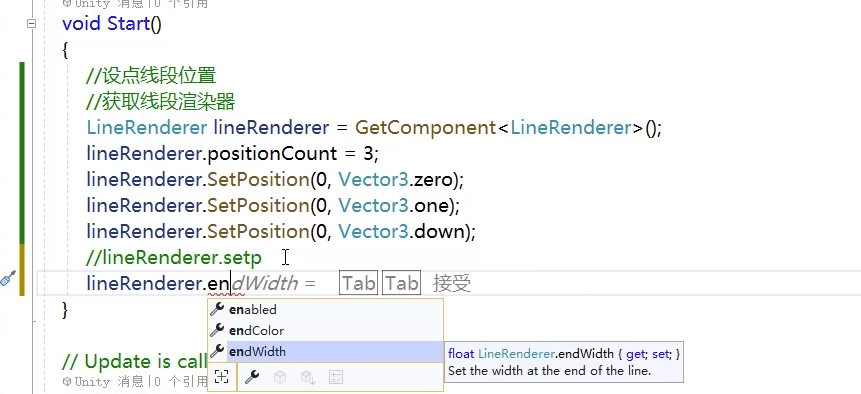 Unity 消息|0 个引用
void Start()
{
//设点线段位置
//获取线段渲染器
LineRenderer lineRenderer = GetComponent<LineRenderer>();
lineRenderer.positionCount = 3;
lineRenderer.SetPosition(0, Vector3.zero);
lineRenderer.SetPosition(0, Vector3.one);
lineRenderer.SetPosition(0, Vector3.down);
//lineRenderer.setp
lineRenderer.endWidth = Tab Tab 接受
}
enabled
endColor
endWidth
float LineRenderer.endWidth { get; set; }
Set the width at the end of the line.
// Update is call
Unity 消息|0 个引用